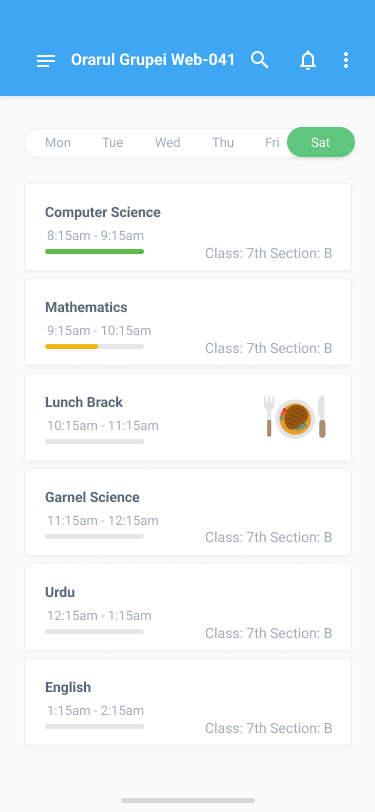 Orarul Grupei Web-041
Mon Tue Wed Thu Fri Sat
Computer Science
8:15am - 9:15am
Class: 7th Section: B
Mathematics
9:15am - 10:15am
Class: 7th Section: B
Lunch Brack
10:15am - 11:15am
Garnel Science
11:15am - 12:15am
Class: 7th Section: B
Urdu
12:15am - 1:15am
Class: 7th Section: B
English
1:15am - 2:15am
Class: 7th Section: B